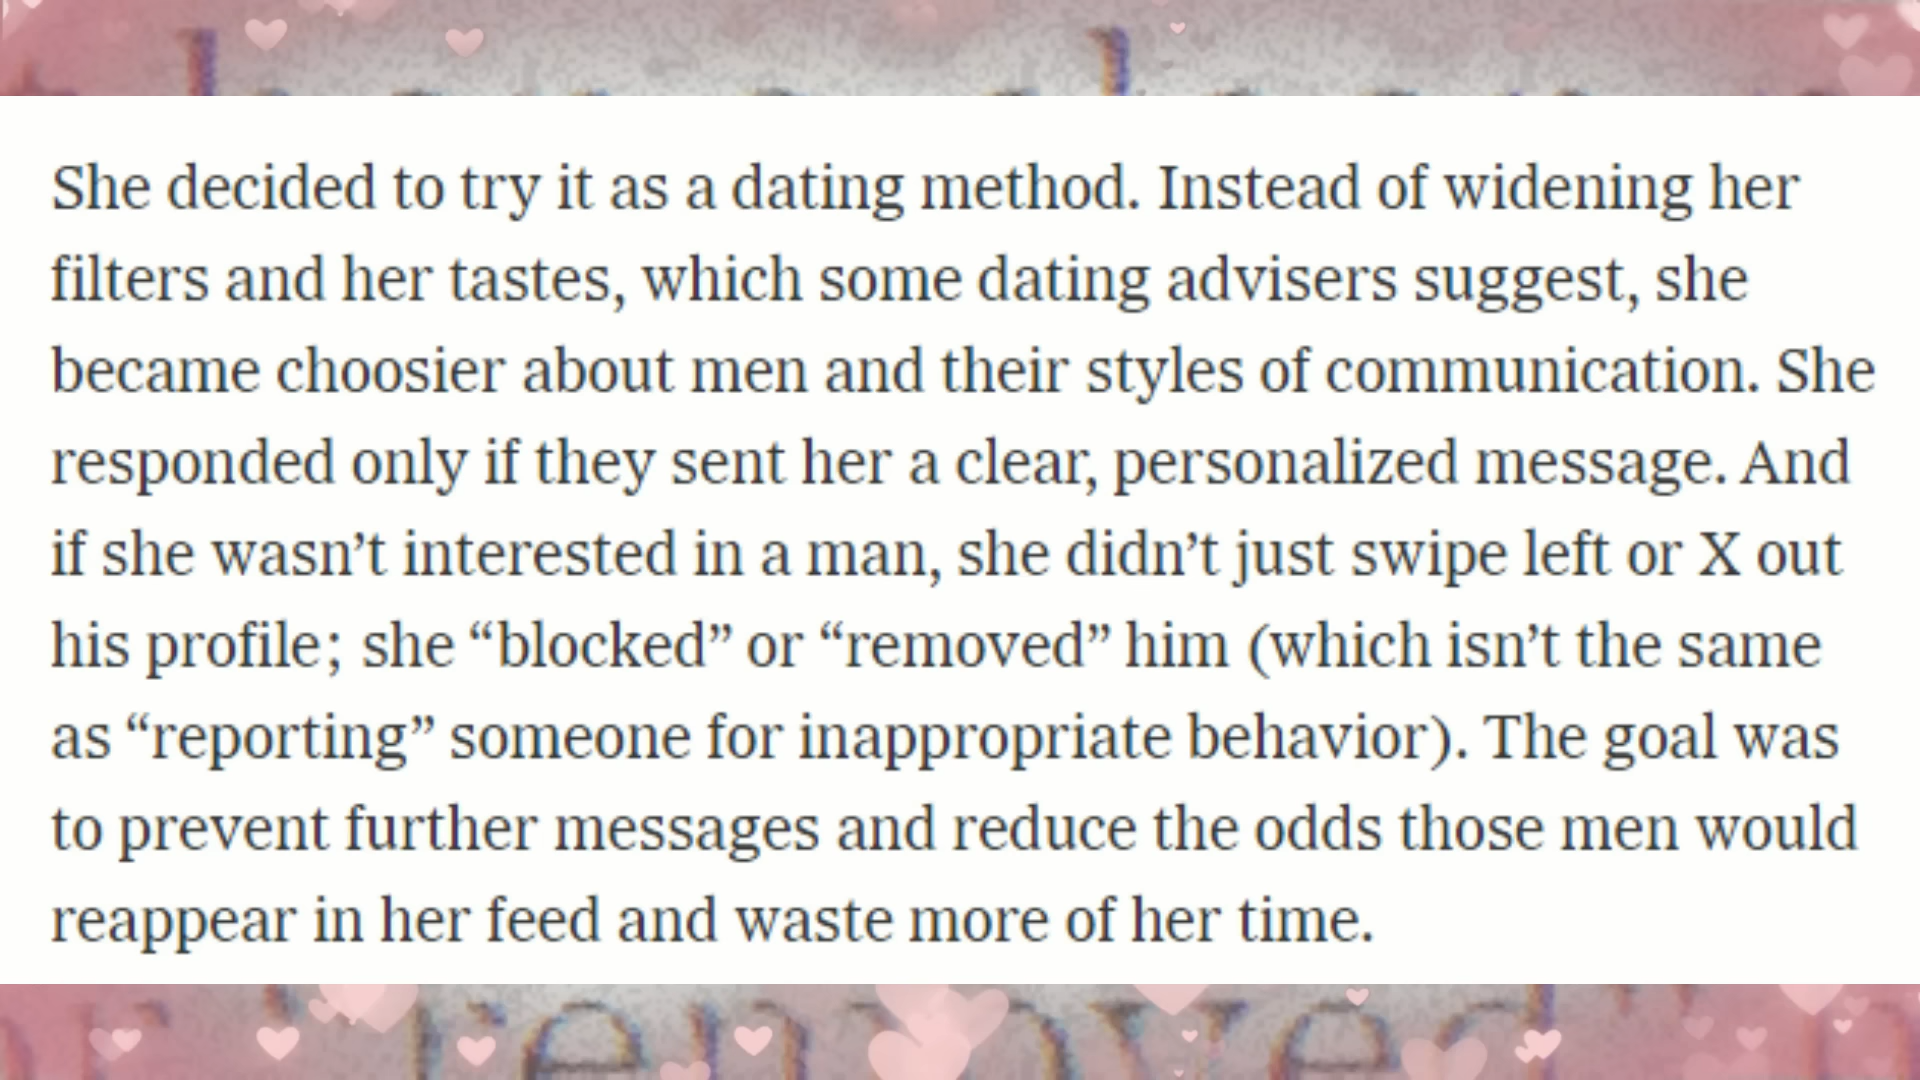 She decided to try it as a dating method. Instead of widening her
filters and her tastes, which some dating advisers suggest, she
became choosier about men and their styles of communication. She
responded only if they sent her a clear, personalized message. And
if she wasn’t interested in a man, she didn’t just swipe left or X out
his profile; she “blocked” or “removed” him (which isn’t the same
as “reporting” someone for inappropriate behavior). The goal was
to prevent further messages and reduce the odds those men would
reappear in her feed and waste more of her time.